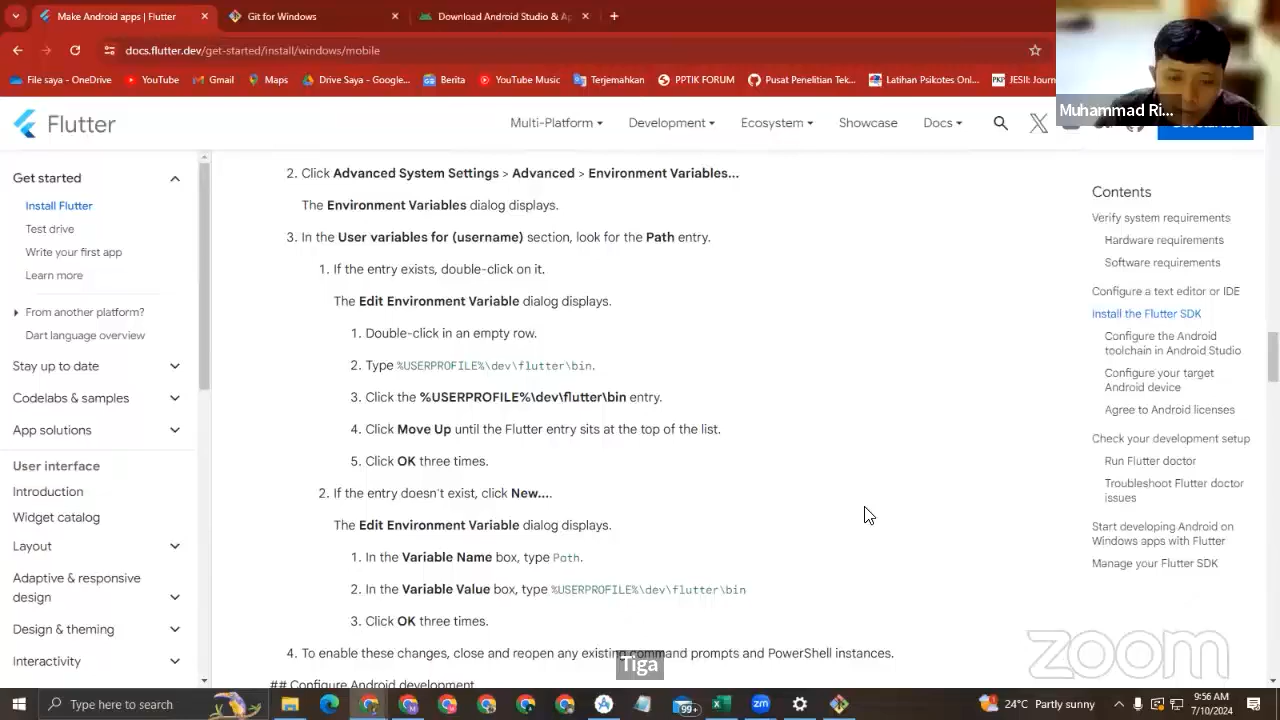 Make Android apps | Flutter
Git for Windows
Download Android Studio & A
docs.flutter.dev/get-started/install/windows/mobile
File saya - OneDrive
YouTube
Gmail
Maps
Drive Saya - Google...
Berita
YouTube Music
Terjemahkan
PPTIK FORUM
Pusat Penelitian Tek...
Latihan Psikotes Onl...
JESII: Journ
Muhammad Ri...
Flutter
Multi-Platform
Development
Ecosystem
Showcase
Docs
Get started
Install Flutter
Test drive
Write your first app
Learn more
From another platform?
Dart language overview
Stay up to date
Codelabs & samples
App solutions
User interface
Introduction
Widget catalog
Layout
Adaptive & responsive
design
Design & theming
Interactivity
2. Click Advanced System Settings > Advanced > Environment Variables...
The Environment Variables dialog displays.
3. In the User variables for (username) section, look for the Path entry.
1. If the entry exists, double-click on it.
The Edit Environment Variable dialog displays.
1. Double-click in an empty row.
2. Type %USERPROFILE%\dev\flutter\bin.
3. Click the %USERPROFILE%\dev\flutter\bin entry.
4. Click Move Up until the Flutter entry sits at the top of the list.
5. Click OK three times.
2. If the entry doesn't exist, click New....
The Edit Environment Variable dialog displays.
1. In the Variable Name box, type Path.
2. In the Variable Value box, type %USERPROFILE%\dev\flutter\bin
3. Click OK three times.
4. To enable these changes, close and reopen any existing command prompts and PowerShell instances.
## Configure Android development
Contents
Verify system requirements
Hardware requirements
Software requirements
Configure a text editor or IDE
Install the Flutter SDK
Configure the Android
toolchain in Android Studio
Configure your target
Android device
Agree to Android licenses
Check your development setup
Run Flutter doctor
Troubleshoot Flutter doctor
issues
Start developing Android on
Windows apps with Flutter
Manage your Flutter SDK
Tiga
zoom
Type here to search
99+
zm
24°C Partly sunny
9:56 AM
7/10/2024